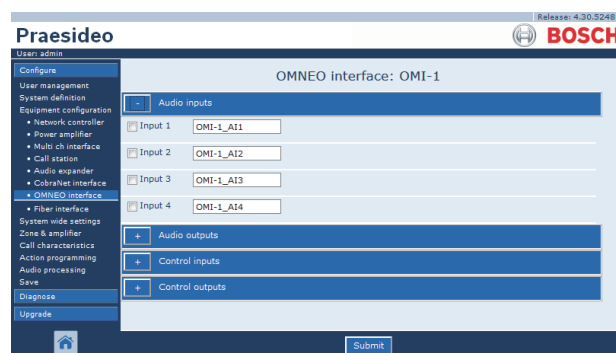 Release: 4.30.5248
Praesideo
BOSCH
User: admin
Configure
User management
System definition
Equipment configuration
• Network controller
• Power amplifier
• Multi ch interface
• Call station
• Audio expander
• CobraNet interface
• OMNEO interface
• Fiber interface
System wide settings
Zone & amplifier
Call characteristics
Action programming
Audio processing
Save
Diagnose
Upgrade
OMNEO interface: OMI-1
- Audio inputs
Input 1 OMI-1_AI1
Input 2 OMI-1_AI2
Input 3 OMI-1_AI3
Input 4 OMI-1_AI4
+ Audio outputs
+ Control inputs
+ Control outputs
Submit